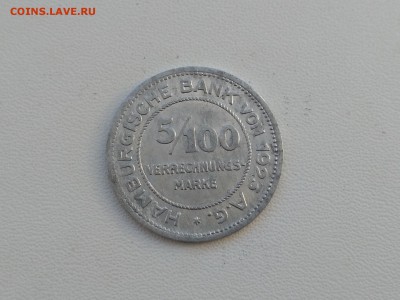 COINS.LAVE.RU
HAMBURGISCHE BANK VON 1923 A.G.
5/100
VERRECHNUNGS-
MARKE